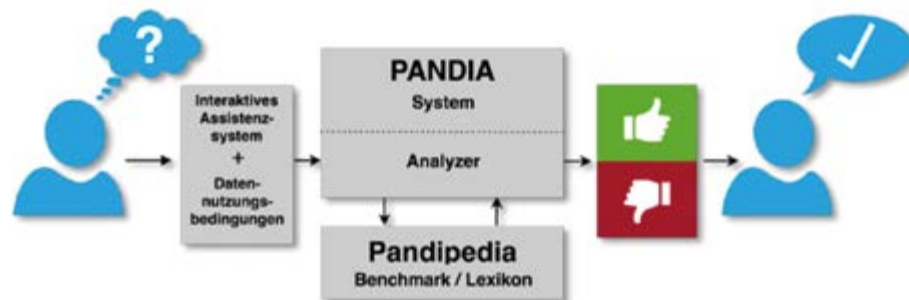 ?
Interaktives
Assistenz-
system
+
Daten-
nutzungs-
bedingungen
PANDIA
System
Analyzer
Pandipedia
Benchmark / Lexikon